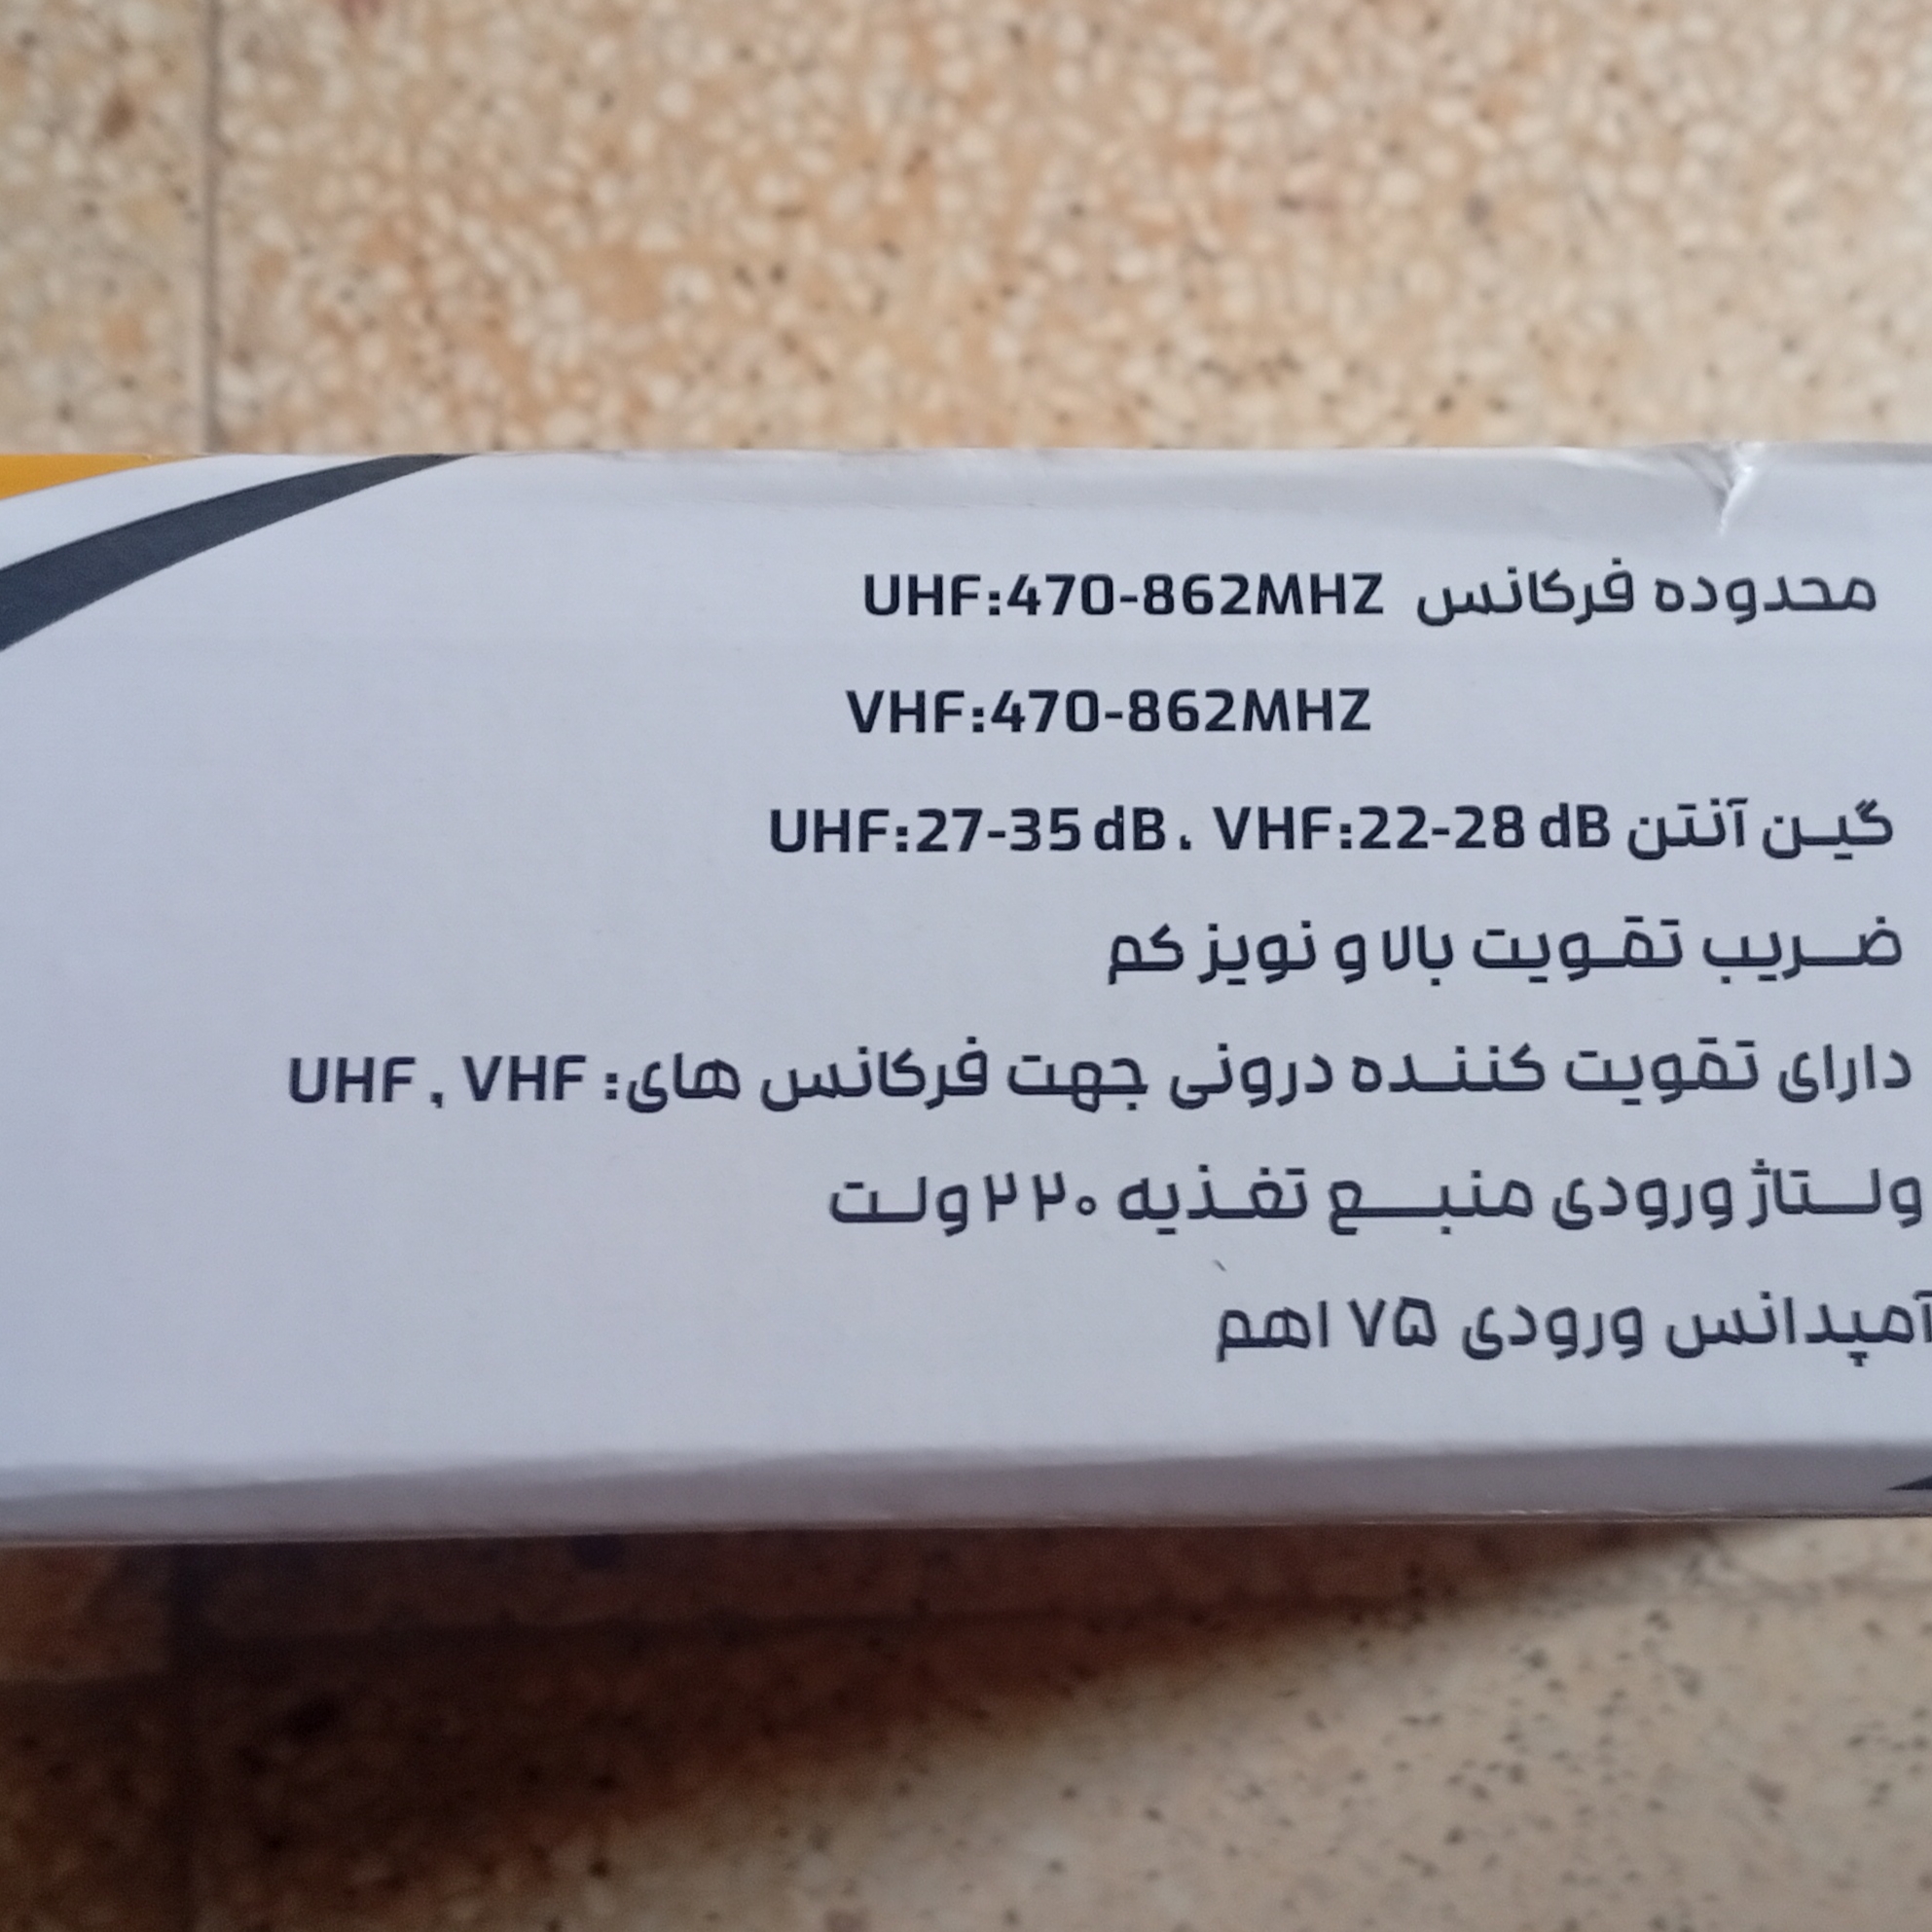 محدوده فرکانس UHF:470-862MHZ
VHF:470-862MHZ
گین آنتن UHF:27-35 dB، VHF:22-28 dB
ضریب تقویت بالا و نویز کم
دارای تقویت کننده درونی جهت فرکانس های: UHF , VHF
ولتاژ ورودی منبع تغذیه ۲۲۰ ولت
آمپدانس ورودی ۷۵ اهم